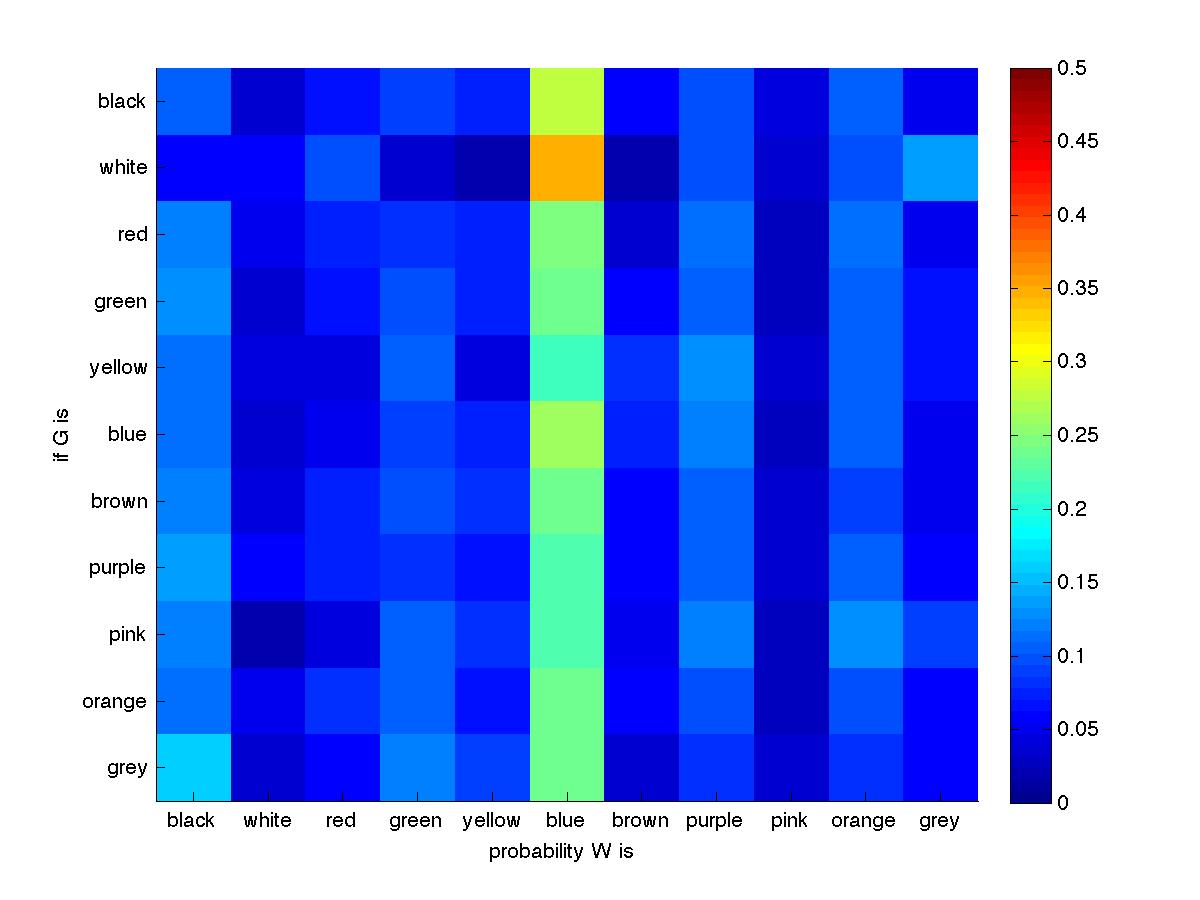 if G is
black
white
red
green
yellow
blue
brown
purple
pink
orange
grey
black white red green yellow blue brown purple pink orange grey
probability W is
0.5
0.45
0.4
0.35
0.3
0.25
0.2
0.15
0.1
0.05
0